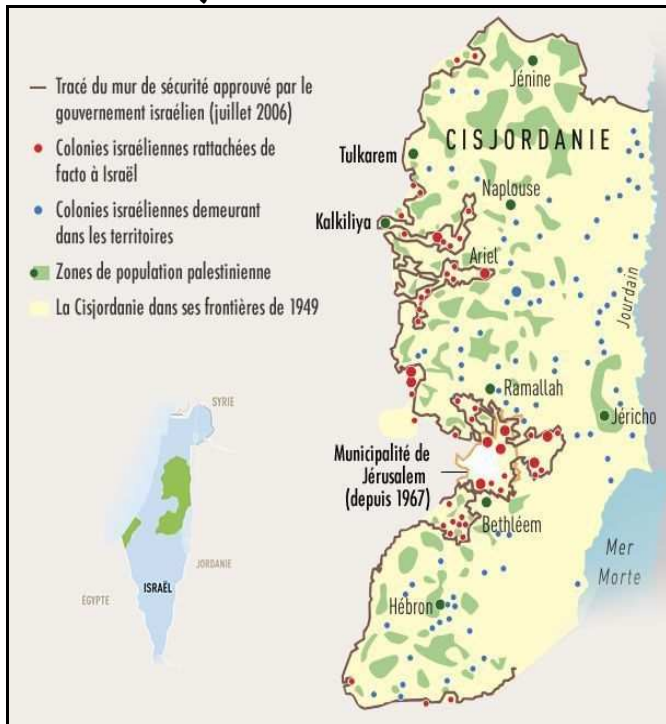 Tracé du mur de sécurité approuvé par le
gouvernement israélien (juillet 2006)
Colonies israéliennes rattachées de
facto à Israël
Colonies israéliennes demeurant
dans les territoires
Zones de population palestinienne
La Cisjordanie dans ses frontières de 1949
Jénine
CISJORDANIE
Tulkarem
Naplouse
Kalkiliya
Ariel
Jourdain
Ramallah
Jéricho
Municipalité de
Jérusalem
(depuis 1967)
Bethléem
Mer
Morte
Hébron
SYRIE
JORDANIE
ISRAËL
ÉGYPTE